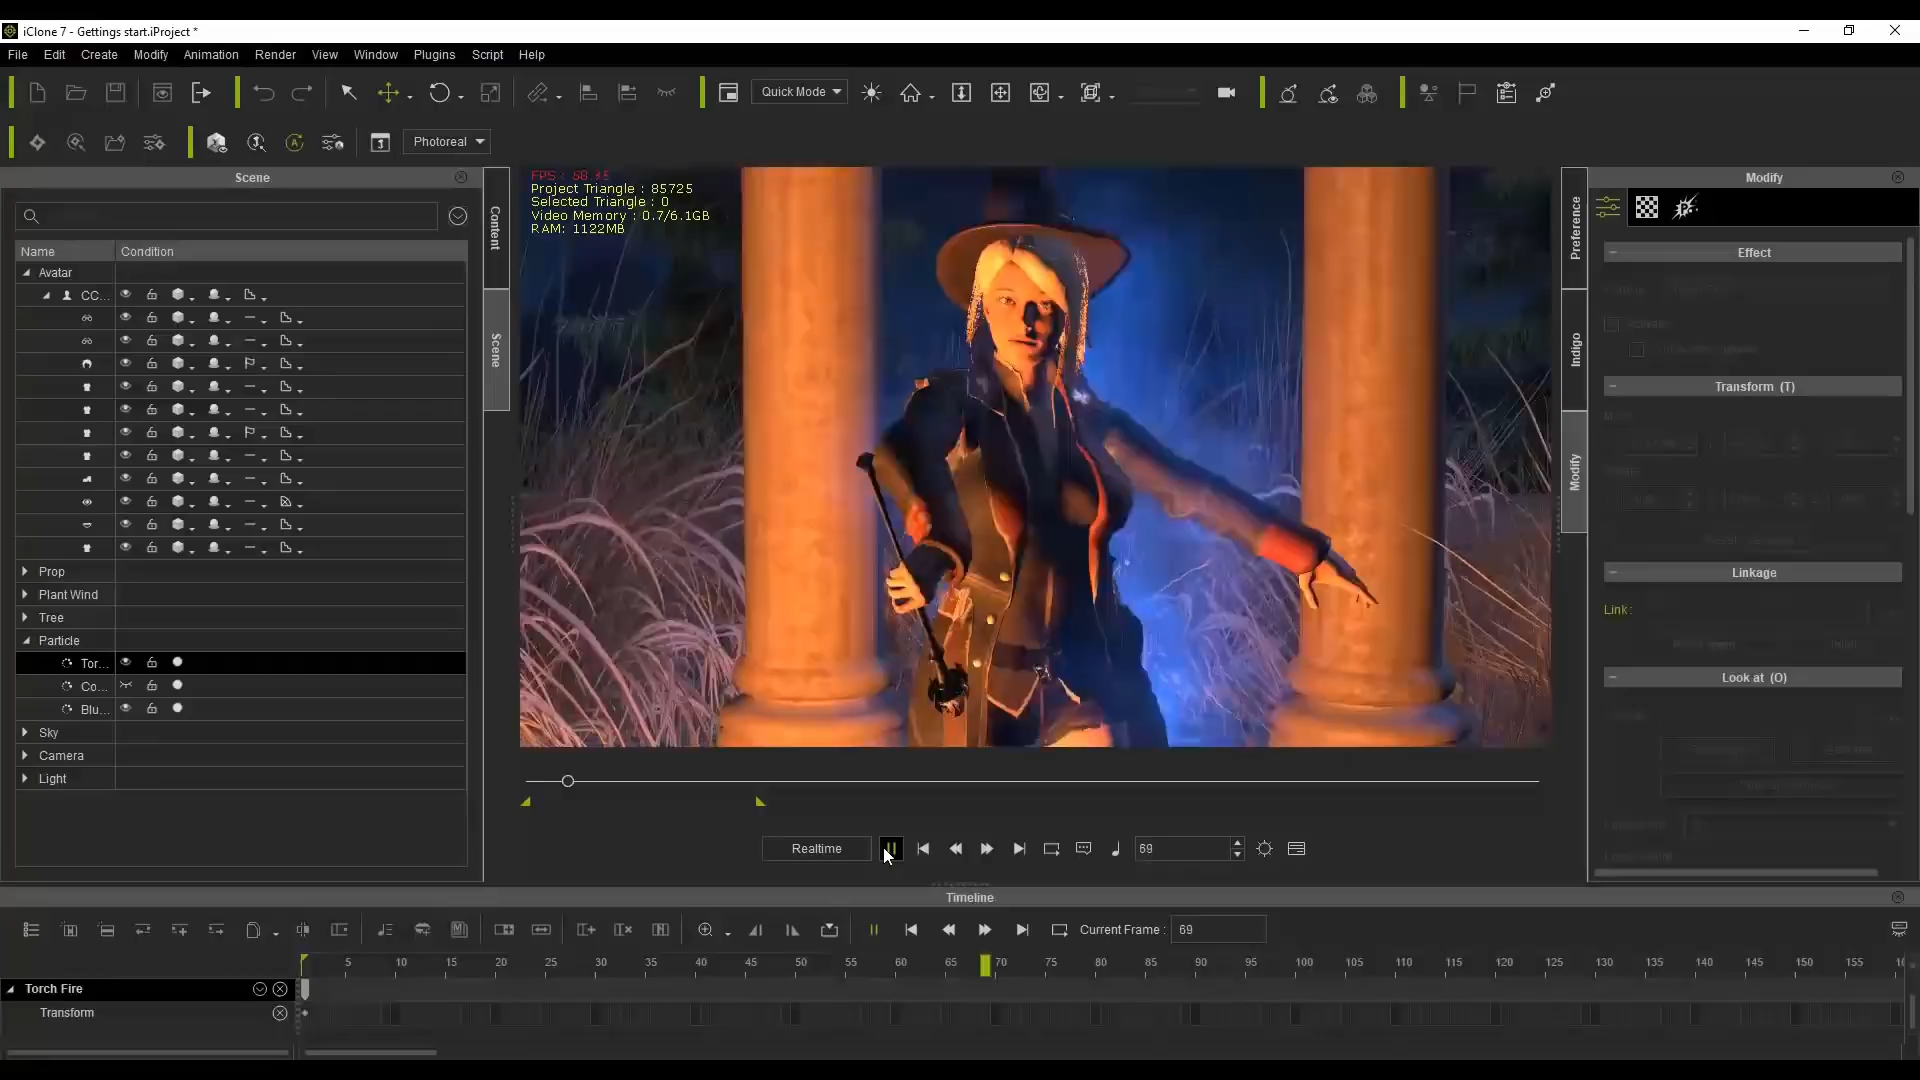 iClone 7 - Gettings start.iProject *
File Edit Create Modify Animation Render View Window Plugins Script Help
Quick Mode
Photoreal
Scene
Content
Scene
Name Condition
Avatar
CC...
Prop
Plant Wind
Tree
Particle
Tor...
Co...
Blu...
Sky
Camera
Light
Project Triangle : 85725
Selected Triangle : 0
Video Memory : 0.7/6.1GB
RAM: 1122MB
Preference
Indigo
Modify
Modify
Effect
Transform (T)
Linkage
Link :
Look at (O)
Realtime
69
Timeline
Current Frame : 69
5 10 15 20 25 30 35 40 45 50 55 60 65 70 75 80 85 90 95 100 105 110 115 120 125 130 135 140 145 150 155
Torch Fire
Transform